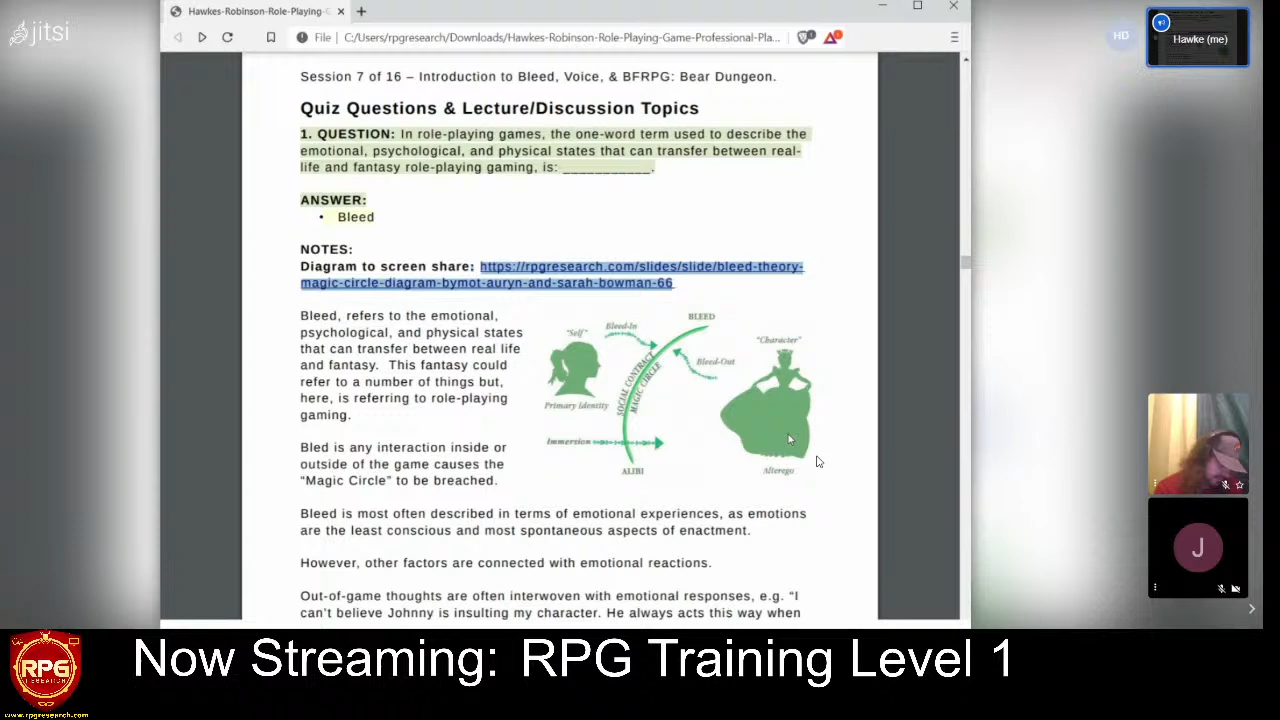 jitsi
Hawkes-Robinson-Role-Playing-G
File | C:/Users/rpgresearch/Downloads/Hawkes-Robinson-Role-Playing-Game-Professional-Pla...
HD
Hawke (me)
Session 7 of 16 – Introduction to Bleed, Voice, & BFRPG: Bear Dungeon.
Quiz Questions & Lecture/Discussion Topics
1. QUESTION: In role-playing games, the one-word term used to describe the
emotional, psychological, and physical states that can transfer between real-
life and fantasy role-playing gaming, is: ___________.
ANSWER:
• Bleed
NOTES:
Diagram to screen share: https://rpgresearch.com/slides/slide/bleed-theory-
magic-circle-diagram-bymot-auryn-and-sarah-bowman-66
Bleed, refers to the emotional,
psychological, and physical states
that can transfer between real life
and fantasy. This fantasy could
refer to a number of things but,
here, is referring to role-playing
gaming.
Bled is any interaction inside or
outside of the game causes the
“Magic Circle” to be breached.
"Self"
Bleed-In
BLEED
"Character"
Bleed-Out
SOCIAL CONTRACT
MAGIC CIRCLE
Primary Identity
Immersion
ALIBI
Alterego
Bleed is most often described in terms of emotional experiences, as emotions
are the least conscious and most spontaneous aspects of enactment.
However, other factors are connected with emotional reactions.
Out-of-game thoughts are often interwoven with emotional responses, e.g. “I
can’t believe Johnny is insulting my character. He always acts this way when
J
RPG
RESEARCH
www.rpgresearch.com
Now Streaming: RPG Training Level 1